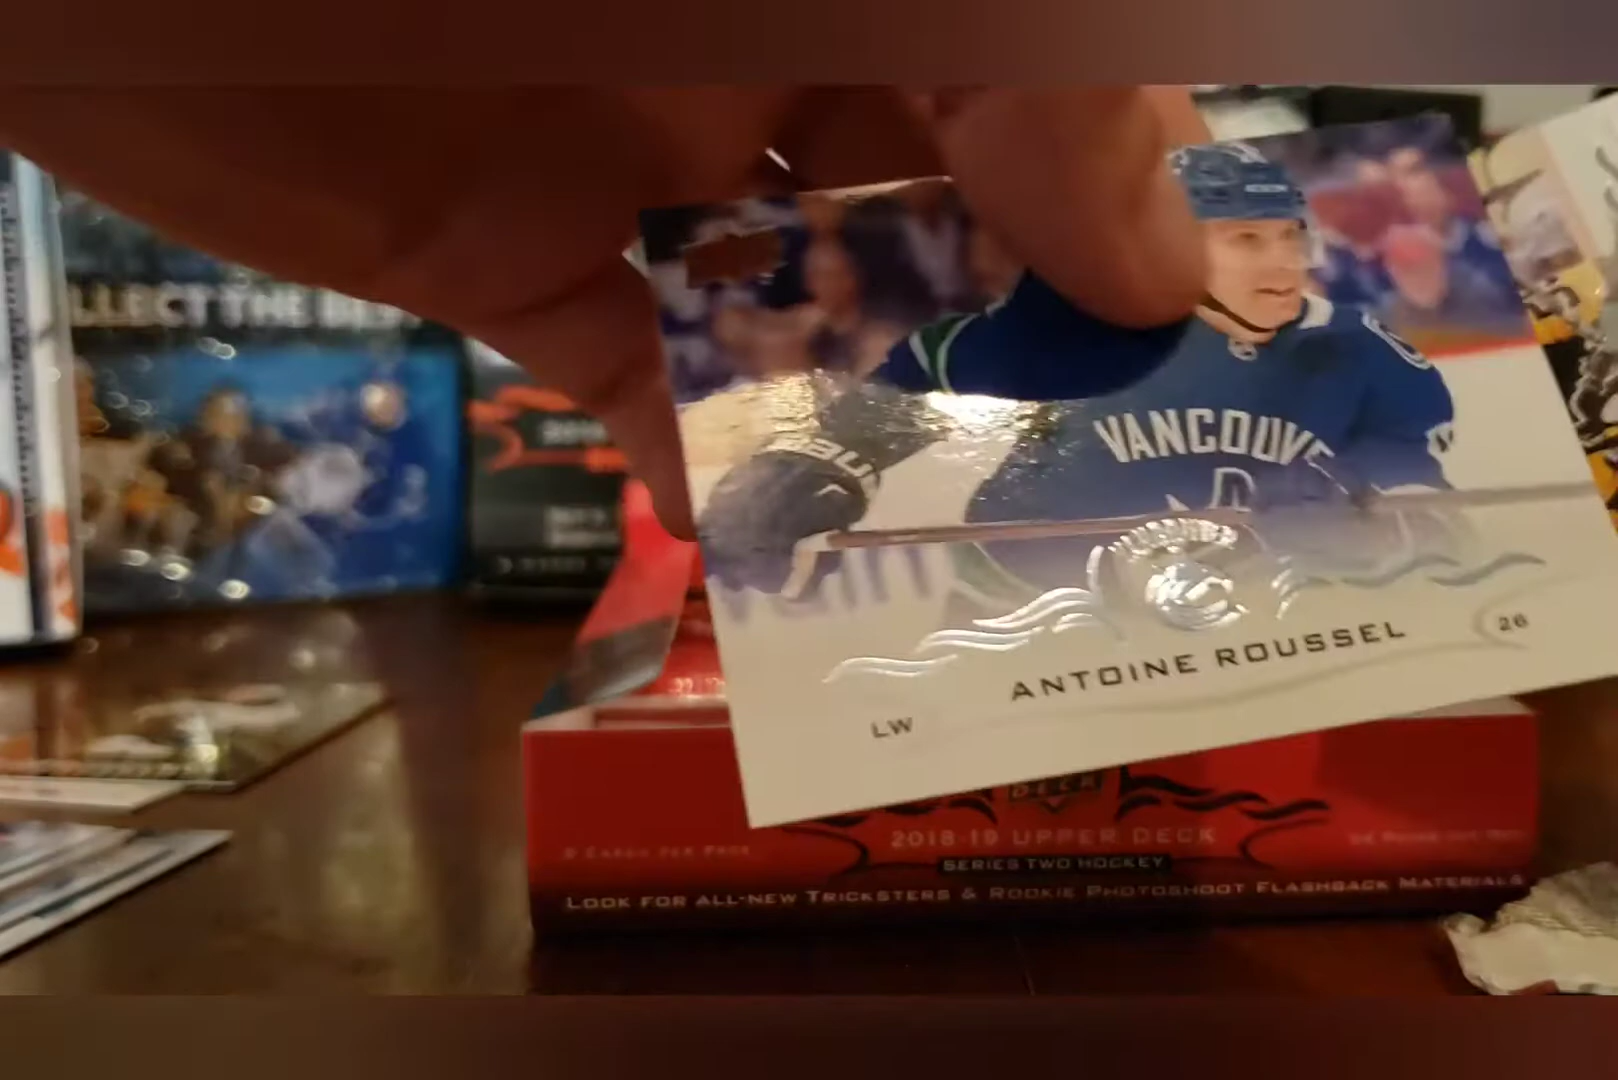 LLECT THE BE
VANCOUVE
ANTOINE ROUSSEL
26
LW
DECK
2018-19 UPPER DECK
SERIES TWO HOCKEY
LOOK FOR ALL-NEW TRICKSTERS & ROOKIE PHOTOSHOOT FLASHBACK MATERIALS